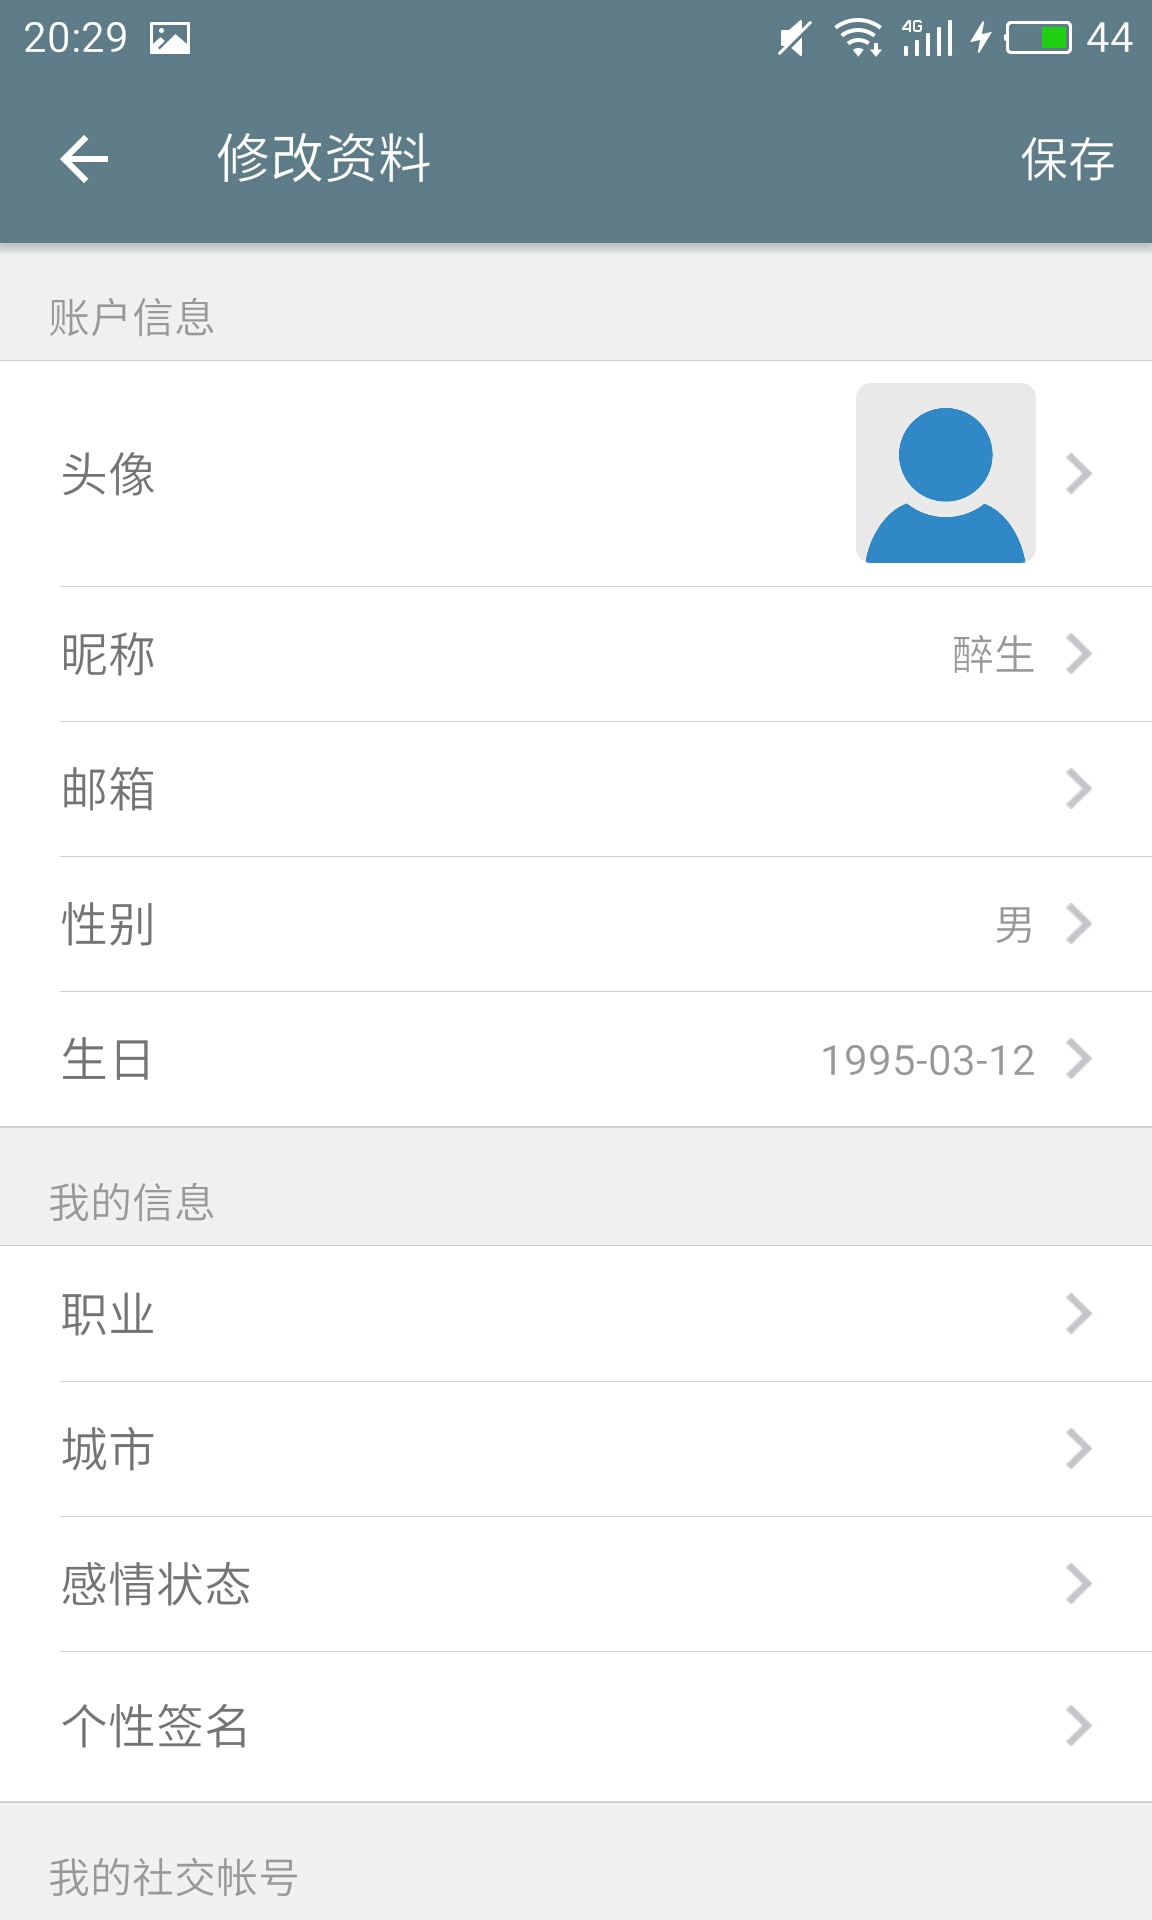 20:29 4G 44
修改资料 保存
账户信息
头像
昵称 醉生
邮箱
性别 男
生日 1995-03-12
我的信息
职业
城市
感情状态
个性签名
我的社交帐号